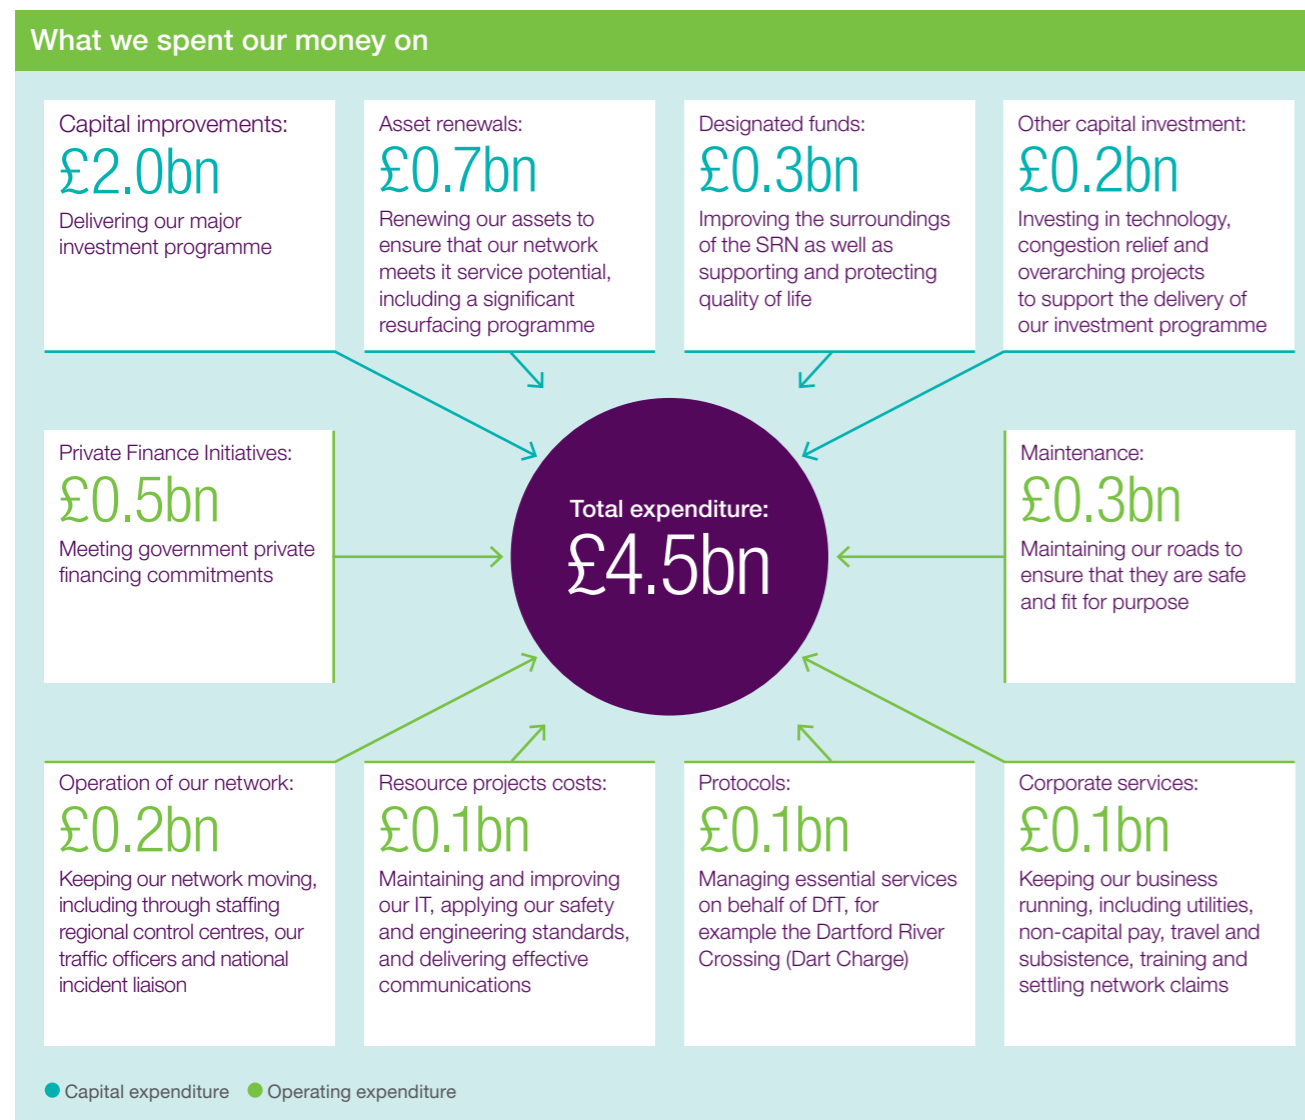 What we spent our money on
Capital improvements:
£2.0bn
Delivering our major
investment programme
Asset renewals:
£0.7bn
Renewing our assets to
ensure that our network
meets it service potential,
including a significant
resurfacing programme
Designated funds:
£0.3bn
Improving the surroundings
of the SRN as well as
supporting and protecting
quality of life
Other capital investment:
£0.2bn
Investing in technology,
congestion relief and
overarching projects
to support the delivery of
our investment programme
Private Finance Initiatives:
£0.5bn
Meeting government private
financing commitments
Total expenditure:
£4.5bn
Maintenance:
£0.3bn
Maintaining our roads to
ensure that they are safe
and fit for purpose
Operation of our network:
£0.2bn
Keeping our network moving,
including through staffing
regional control centres, our
traffic officers and national
incident liaison
Resource projects costs:
£0.1bn
Maintaining and improving
our IT, applying our safety
and engineering standards,
and delivering effective
communications
Protocols:
£0.1bn
Managing essential services
on behalf of DfT, for
example the Dartford River
Crossing (Dart Charge)
Corporate services:
£0.1bn
Keeping our business
running, including utilities,
non-capital pay, travel and
subsistence, training and
settling network claims
Capital expenditure
Operating expenditure